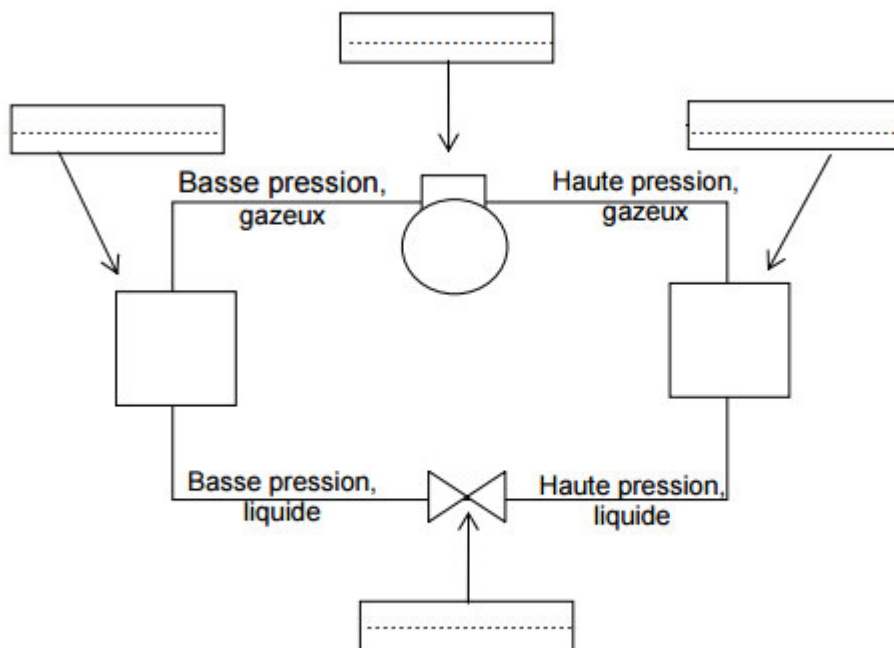 Basse pression,
gazeux
Haute pression,
gazeux
Basse pression,
liquide
Haute pression,
liquide